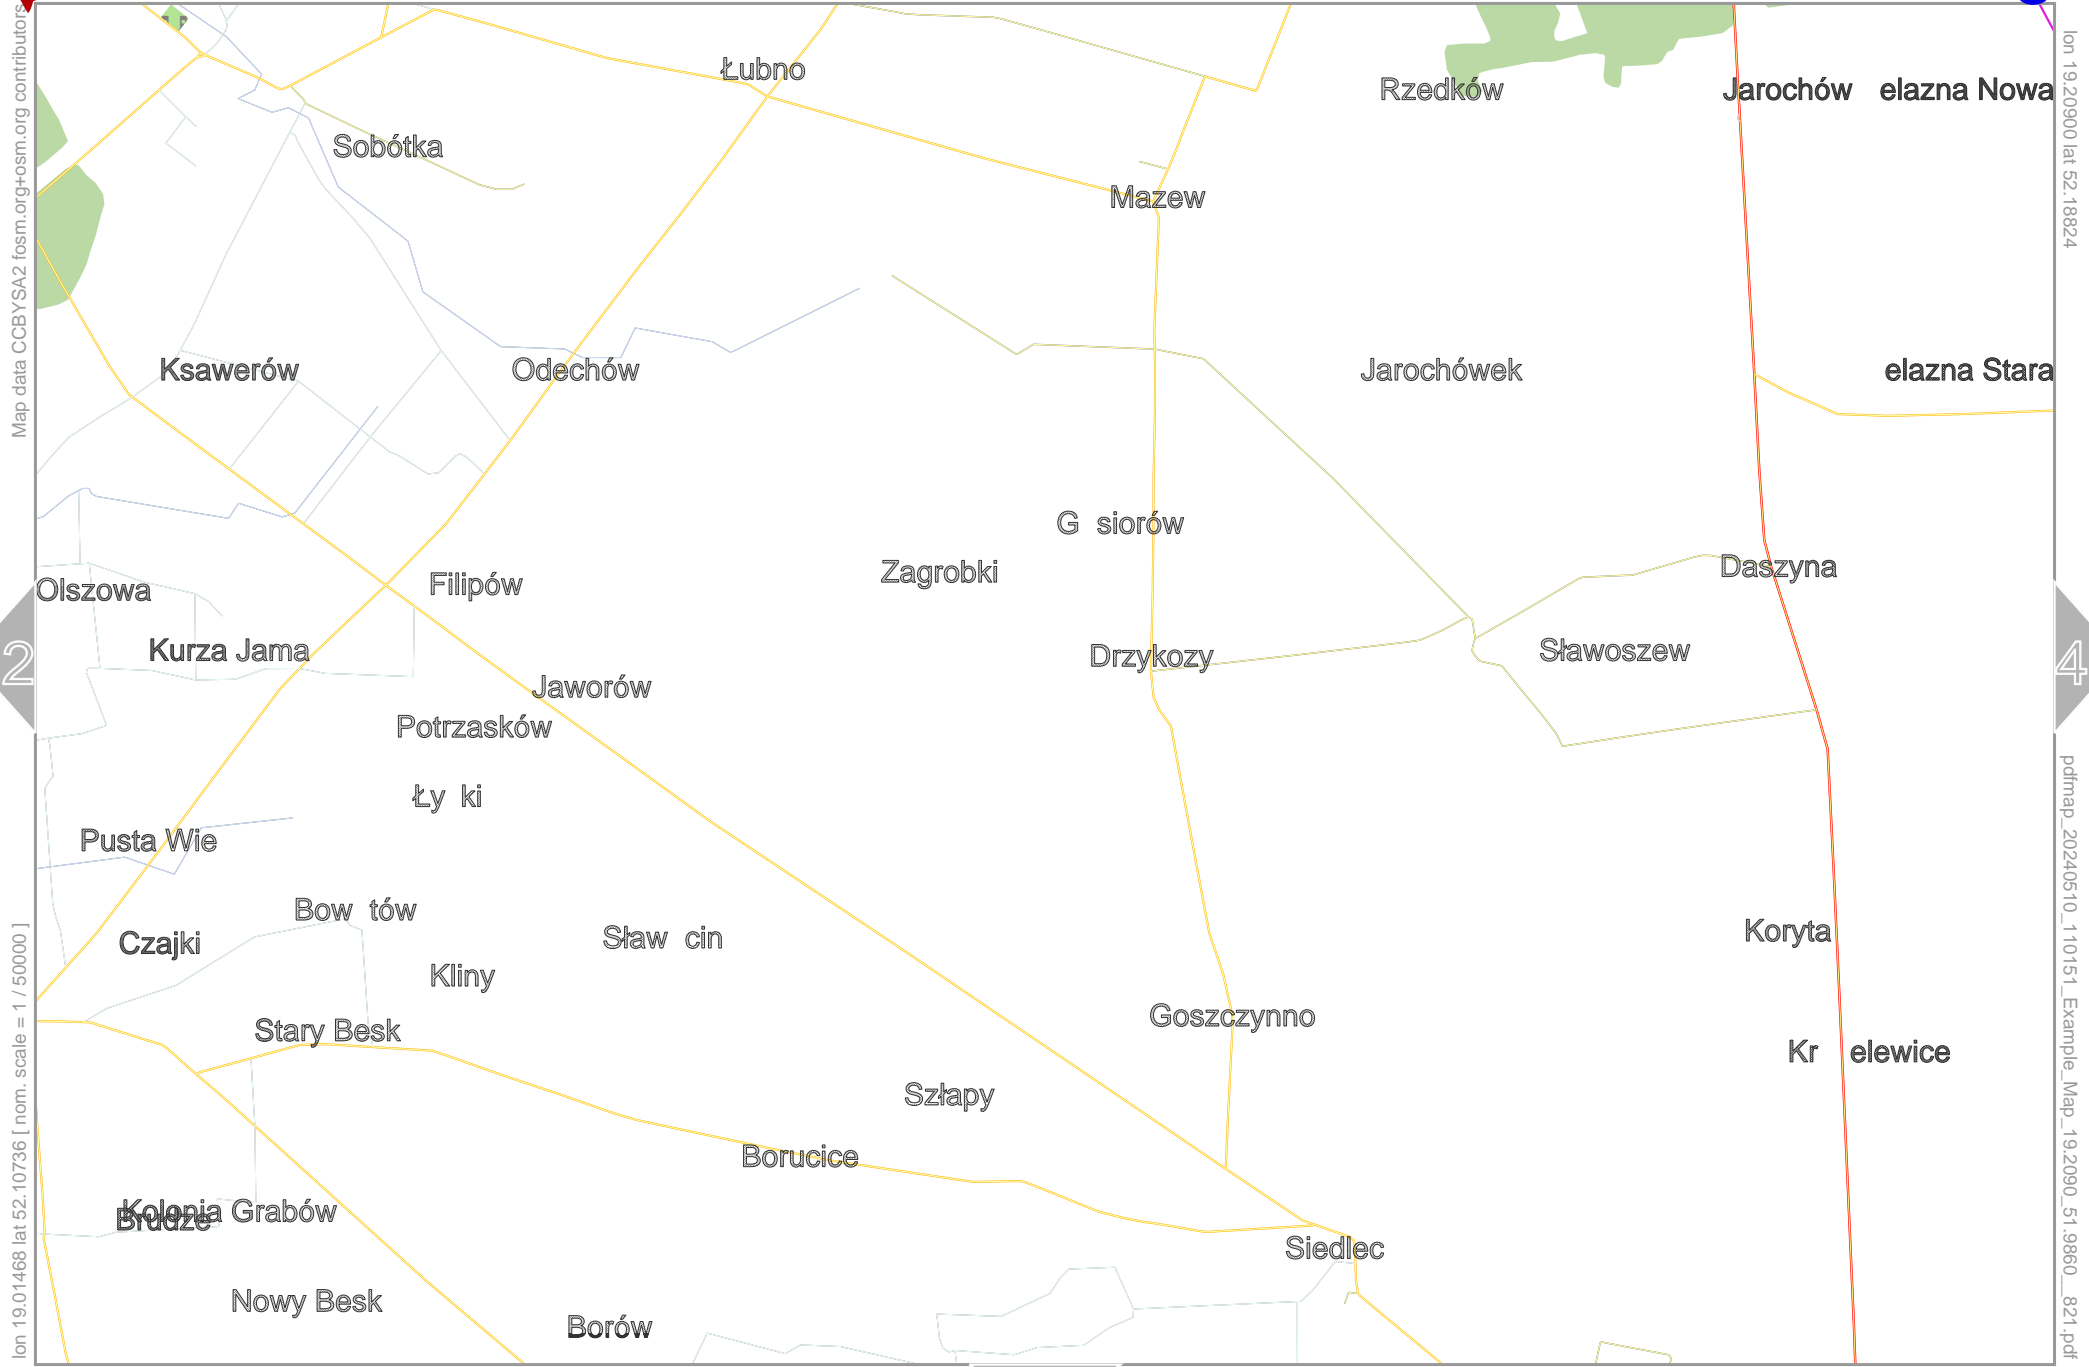 Map data CCBYSA2 fosm.org+osm.org contributors
lon 19.01468 lat 52.10736 [ nom. scale = 1 / 50000 ]
lon 19.20900 lat 52.18824
pdfmap_20240510_110151_Example_Map_19.2090_51.9860__821.pdf
2
4
Łubno
Rzedków
Jarochów
elazna Nowa
Sobótka
Mazew
Ksawerów
Odechów
Jarochówek
elazna Stara
G siorów
Zagrobki
Daszyna
Olszowa
Filipów
Kurza Jama
Drzykozy
Sławoszew
Jaworów
Potrzasków
Ły ki
Pusta Wie
Bow tów
Czajki
Sław cin
Koryta
Kliny
Stary Besk
Goszczynno
Kr elewice
Szłapy
Borucice
Kolonia Grabów
Brudze
Siedlec
Nowy Besk
Borów